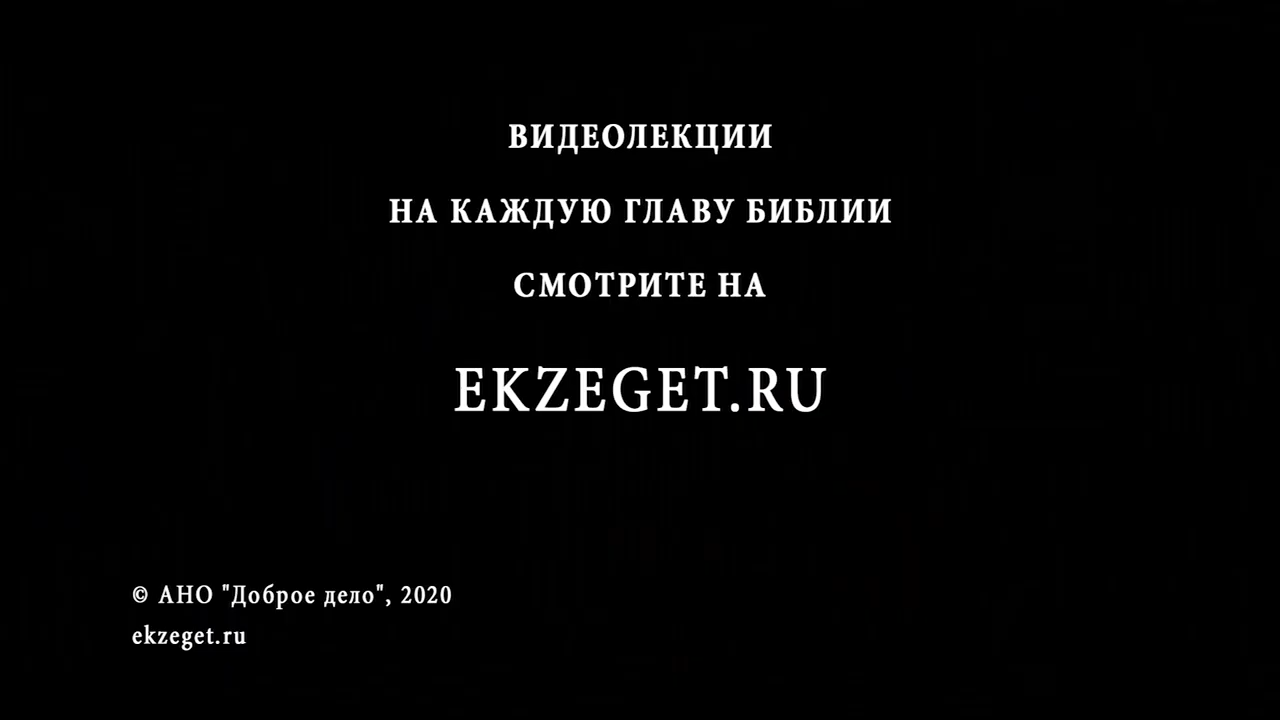 ВИДЕОЛЕКЦИИ
НА КАЖДУЮ ГЛАВУ БИБЛИИ
СМОТРИТЕ НА
EKZEGET.RU
© АНО "Доброе дело", 2020
ekzeget.ru